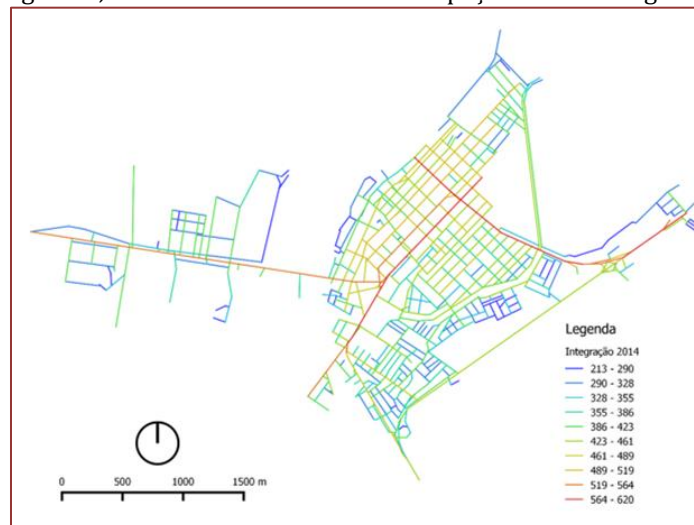 Legenda
Integração 2014
213 - 290
290 - 328
328 - 355
355 - 386
386 - 423
423 - 461
461 - 489
489 - 519
519 - 564
564 - 620
0 500 1000 1500 m